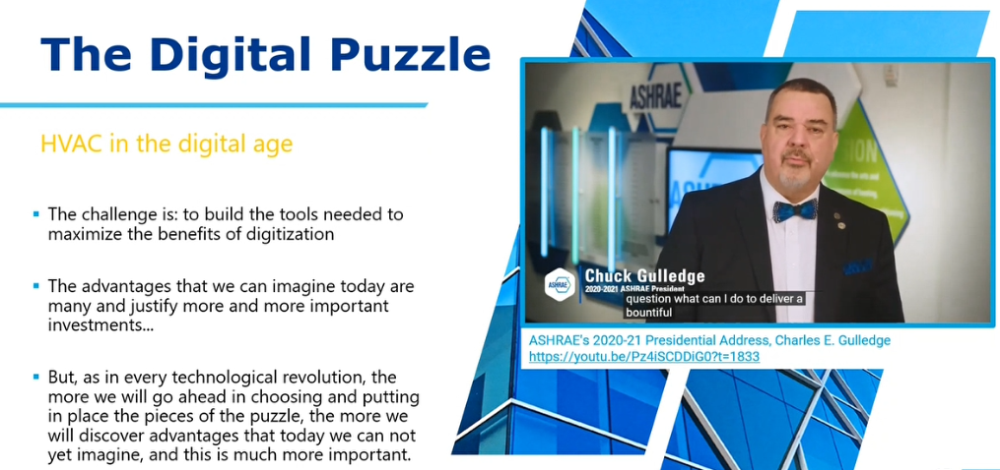 The Digital Puzzle
HVAC in the digital age
The challenge is: to build the tools needed to
maximize the benefits of digitization
The advantages that we can imagine today are
many and justify more and more important
investments...
But, as in every technological revolution, the
more we will go ahead in choosing and putting
in place the pieces of the puzzle, the more we
will discover advantages that today we can not
yet imagine, and this is much more important.
ASHRAE
ASHRAE
Chuck Gulledge
2020-2021 ASHRAE President
question what can I do to deliver a
bountiful
ASHRAE's 2020-21 Presidential Address, Charles E. Gulledge
https://youtu.be/Pz4iSCDDiG0?t=1833